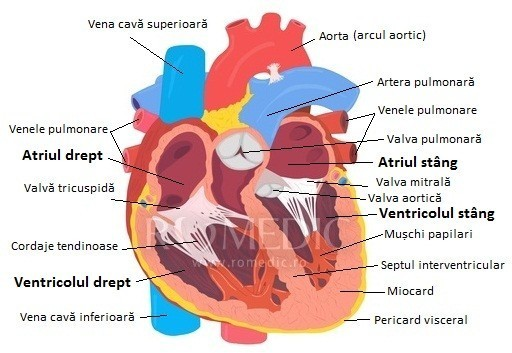 Vena cavă superioară
Aorta (arcul aortic)
Artera pulmonară
Venele pulmonare
Venele pulmonare
Valva pulmonară
Atriul drept
Atriul stâng
Valvă tricuspidă
Valva mitrală
Valva aortică
Ventricolul stâng
ROMEDIC
Mușchi papilari
Cordaje tendinoase
www.romedic.ro
Septul interventricular
Ventricolul drept
Miocard
Vena cavă inferioară
Pericard visceral